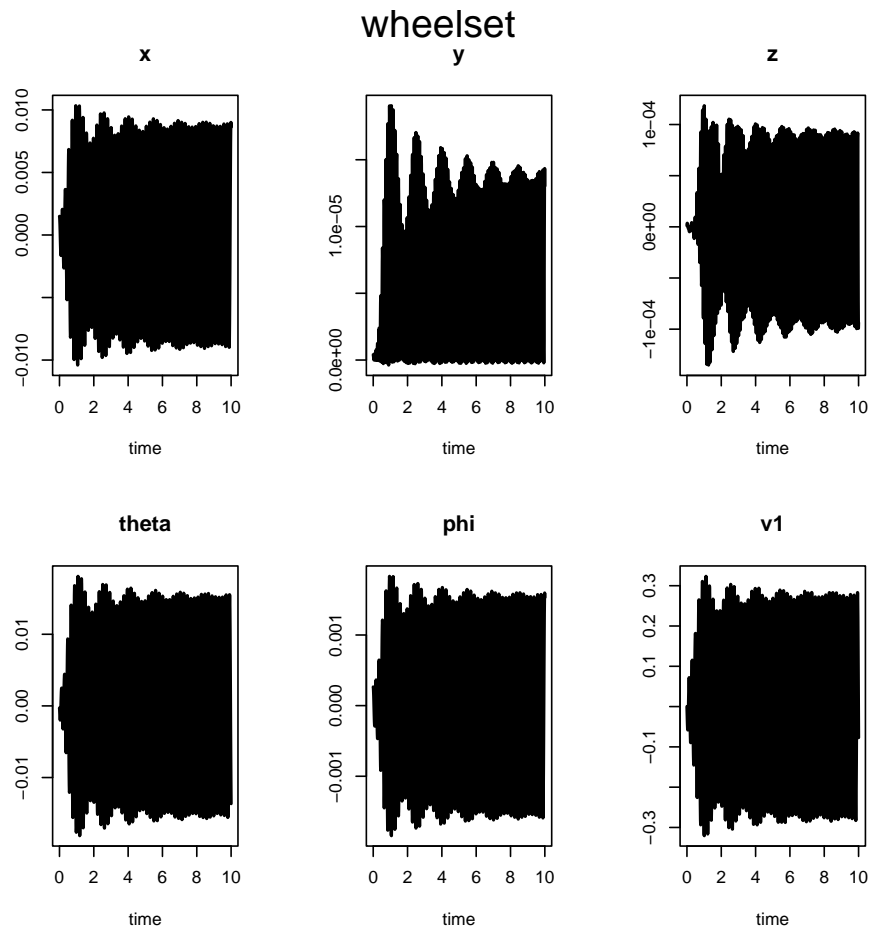 wheelset
x
y
z
0.010
0.005
0.000
−0.010
1.0e−05
0.0e+00
1e−04
0e+00
−1e−04
0 2 4 6 8 10
0 2 4 6 8 10
0 2 4 6 8 10
time
time
time
theta
phi
v1
0.01
0.00
−0.01
0.001
0.000
−0.001
0.3
0.2
0.1
−0.1
−0.3
0 2 4 6 8 10
0 2 4 6 8 10
0 2 4 6 8 10
time
time
time